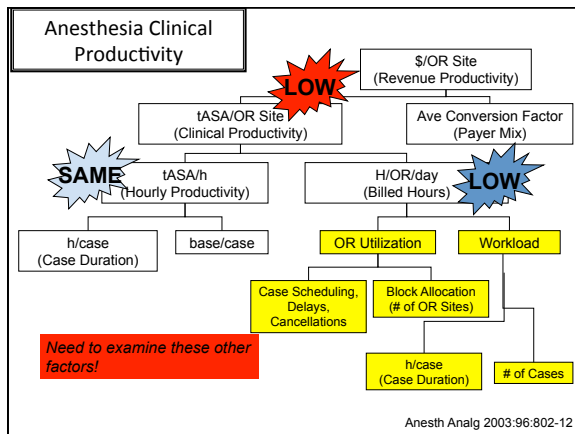 Anesthesia Clinical
Productivity
$/OR Site
(Revenue Productivity)
LOW
tASA/OR Site
(Clinical Productivity)
Ave Conversion Factor
(Payer Mix)
SAME
tASA/h
(Hourly Productivity)
H/OR/day
(Billed Hours)
LOW
h/case
(Case Duration)
base/case
OR Utilization
Workload
Case Scheduling,
Delays,
Cancellations
Block Allocation
(# of OR Sites)
Need to examine these other
factors!
h/case
(Case Duration)
# of Cases
Anesth Analg 2003:96:802-12